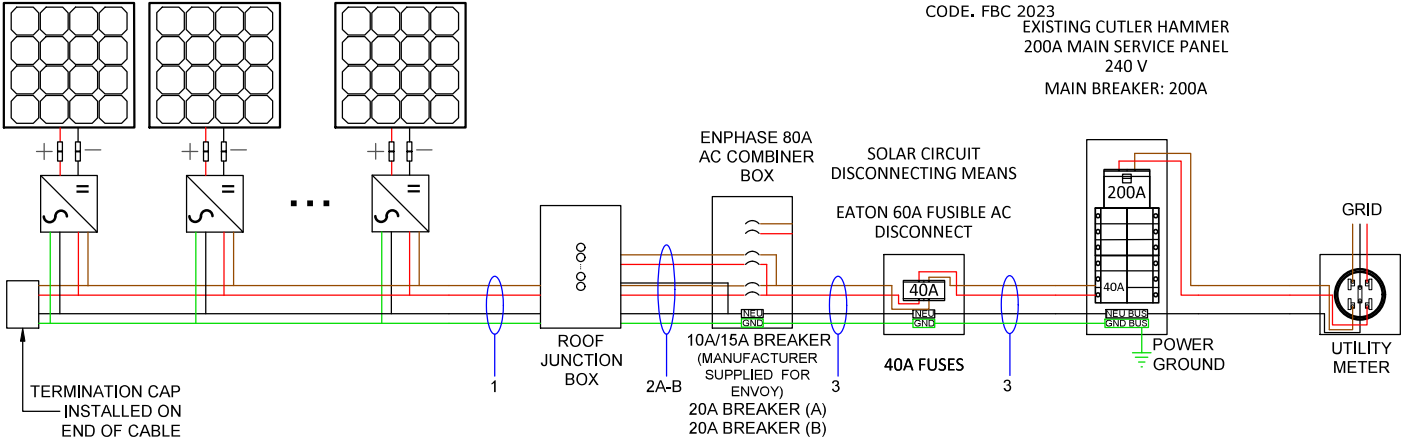 CODE. FBC 2023
EXISTING CUTLER HAMMER
200A MAIN SERVICE PANEL
240 V
MAIN BREAKER: 200A
ENPHASE 80A
AC COMBINER
BOX
SOLAR CIRCUIT
DISCONNECTING MEANS
EATON 60A FUSIBLE AC
DISCONNECT
200A
GRID
40A
40A
NEU
GND
NEU
GND
NEU BUS
GND BUS
ROOF
JUNCTION
BOX
10A/15A BREAKER
(MANUFACTURER
SUPPLIED FOR
ENVOY)
20A BREAKER (A)
20A BREAKER (B)
40A FUSES
POWER
GROUND
UTILITY
METER
1
2A-B
3
3
TERMINATION CAP
INSTALLED ON
END OF CABLE